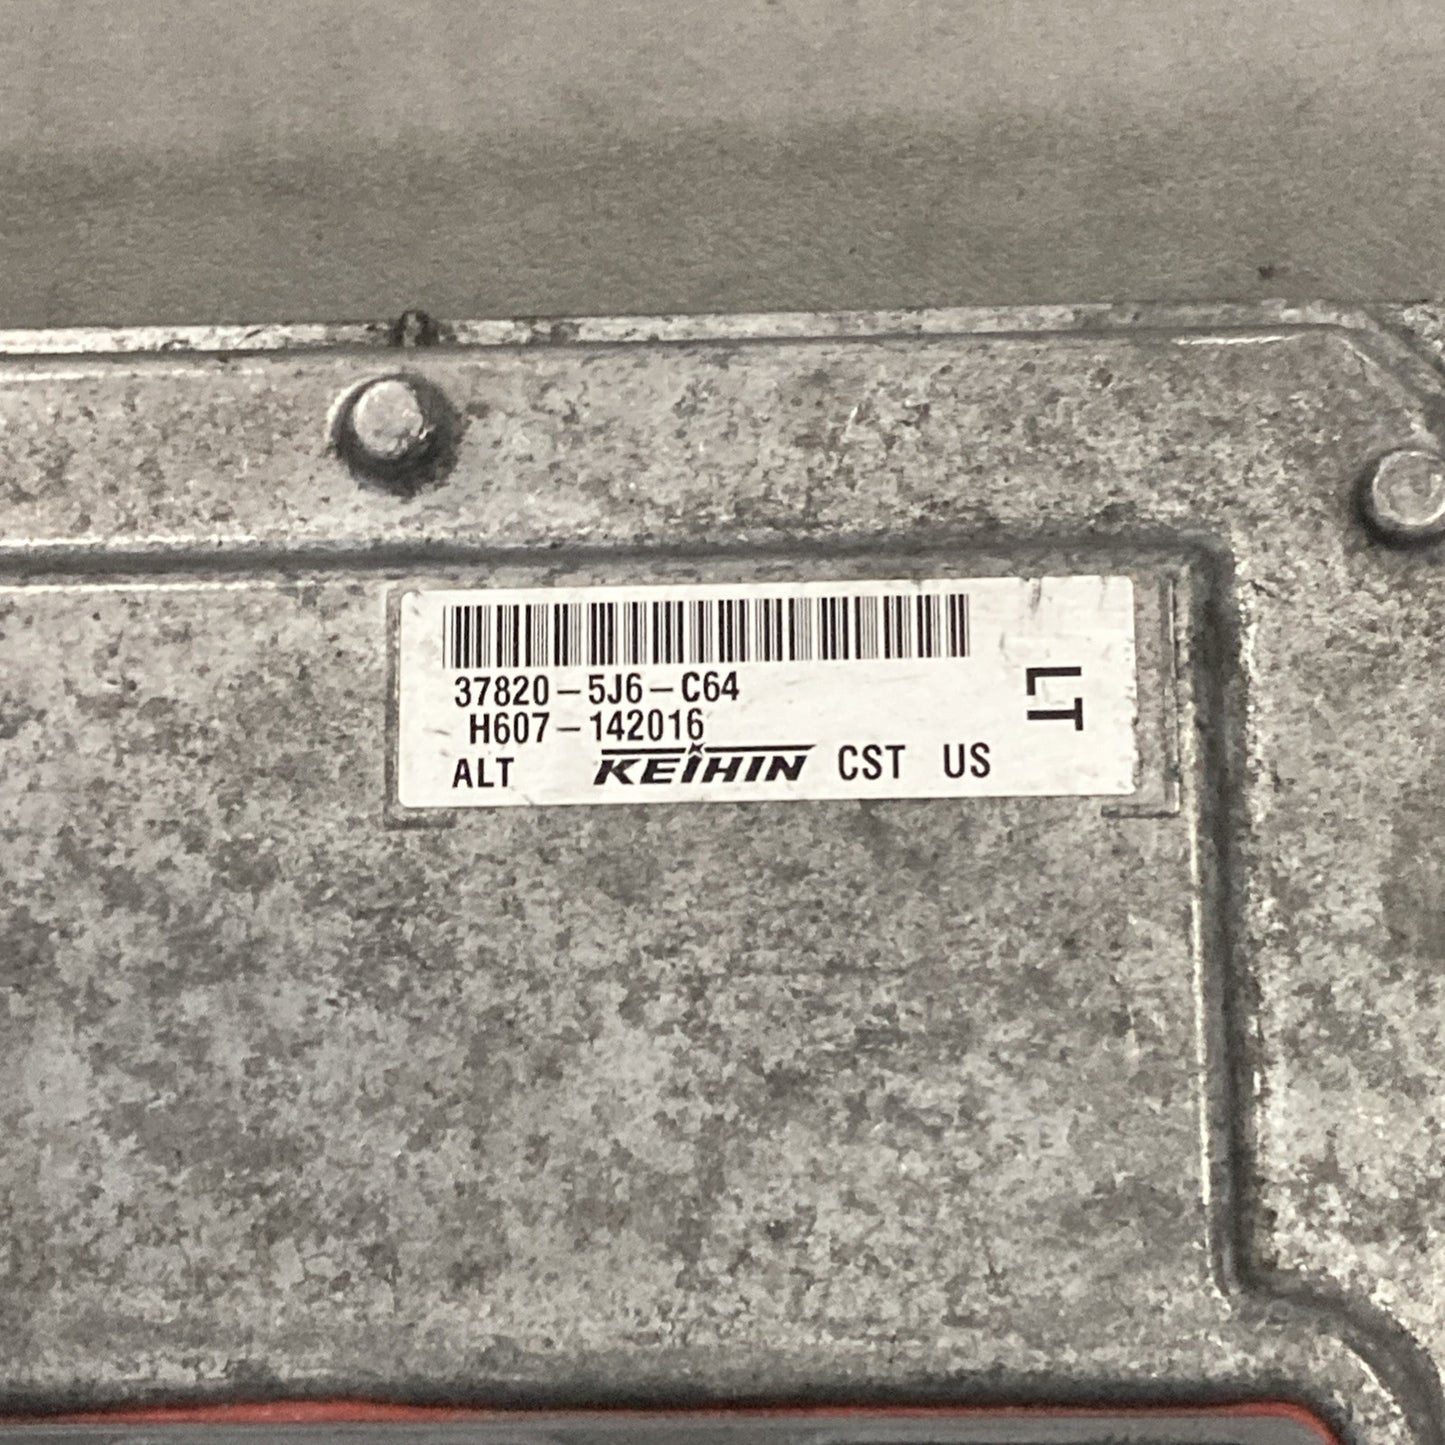 37820-5J6-C64
H607-142016
ALT KEIHIN CST US
LT